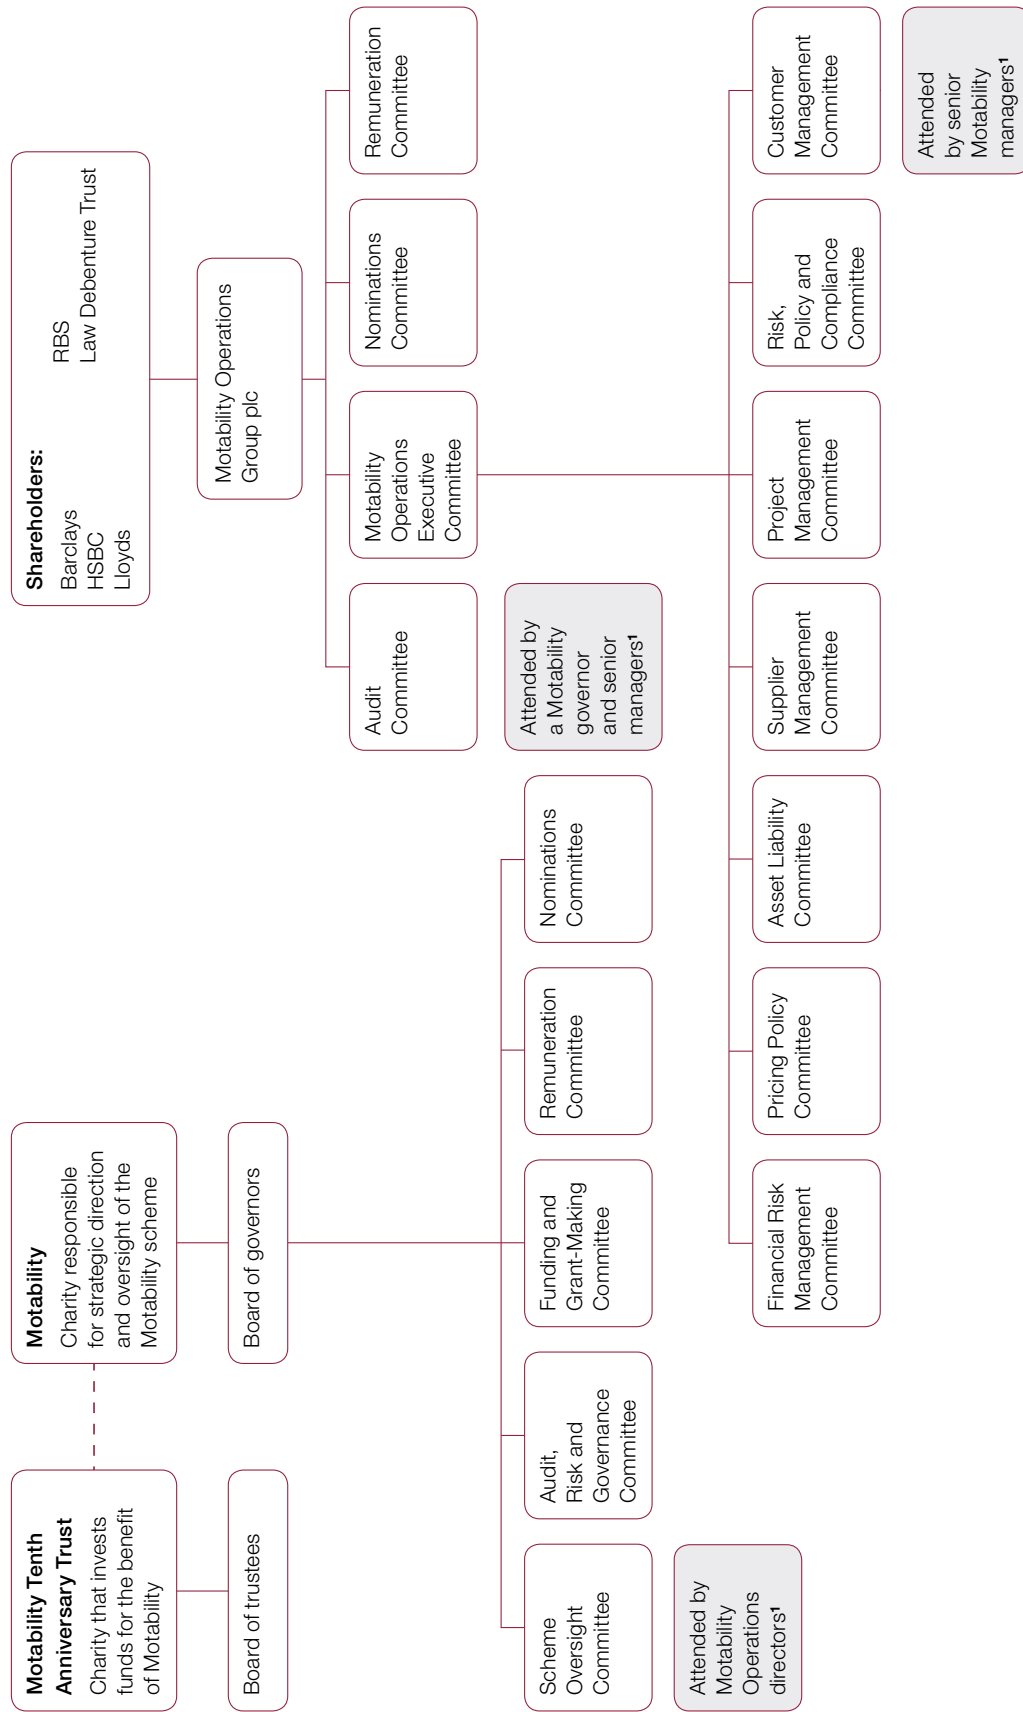 Motability Tenth
Anniversary Trust
Charity that invests
funds for the benefit
of Motability
Motability
Charity responsible
for strategic direction
and oversight of the
Motability scheme
Shareholders:
Barclays
HSBC
Lloyds
RBS
Law Debenture Trust
Board of trustees
Board of governors
Motability Operations
Group plc
Audit
Committee
Motability
Operations
Executive
Committee
Nominations
Committee
Remuneration
Committee
Attended by
a Motability
governor
and senior
managers¹
Scheme
Oversight
Committee
Audit,
Risk and
Governance
Committee
Funding and
Grant-Making
Committee
Remuneration
Committee
Nominations
Committee
Attended by
Motability
Operations
directors¹
Financial Risk
Management
Committee
Pricing Policy
Committee
Asset Liability
Committee
Supplier
Management
Committee
Project
Management
Committee
Risk,
Policy and
Compliance
Committee
Customer
Management
Committee
Attended
by senior
Motability
managers¹